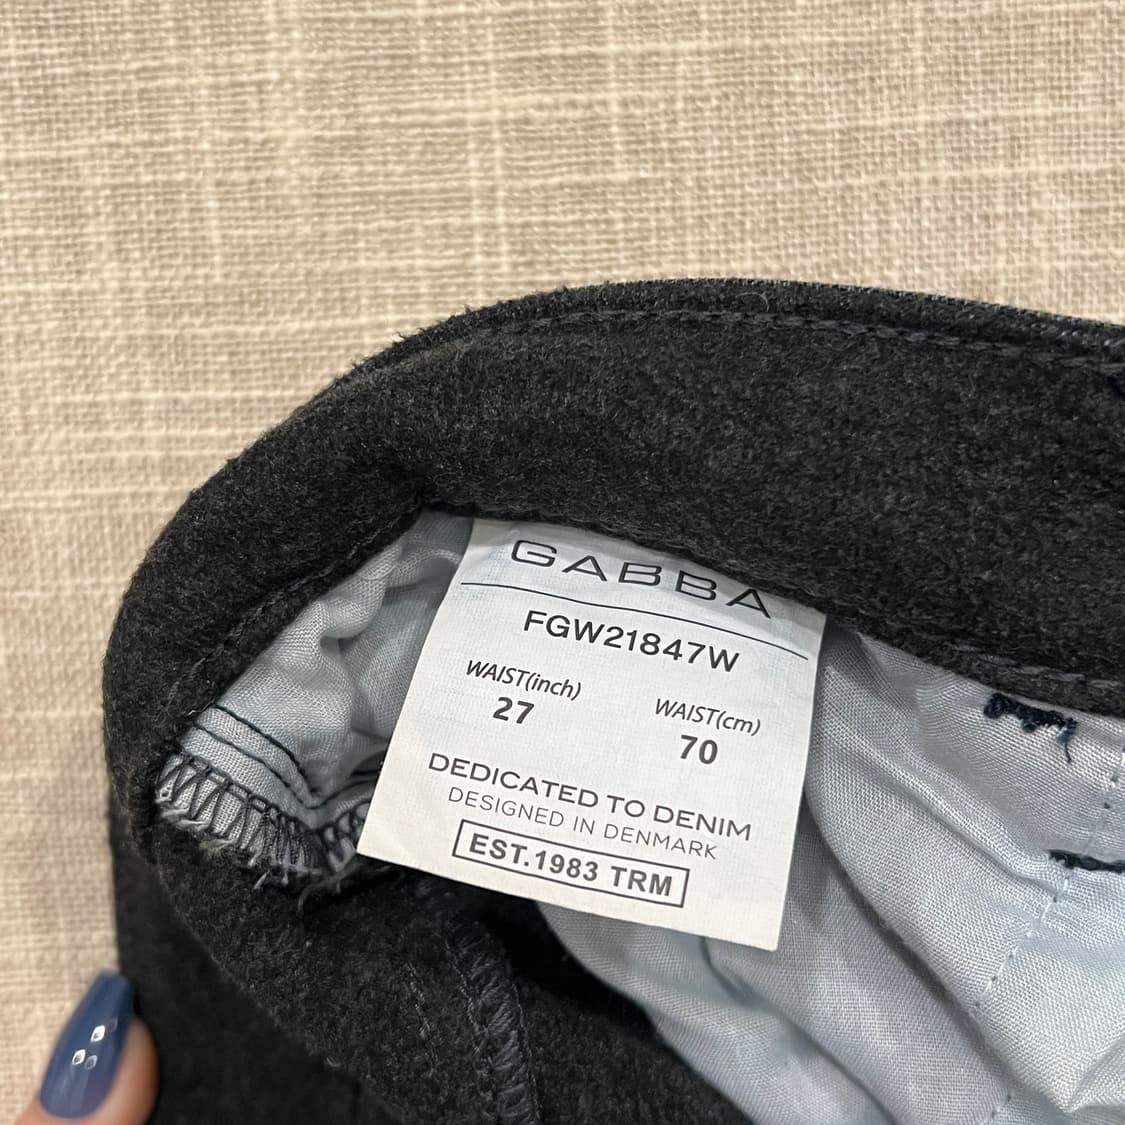 GABBA
FGW21847W
WAIST(inch) WAIST(cm)
27 70
DEDICATED TO DENIM
DESIGNED IN DENMARK
EST.1983 TRM